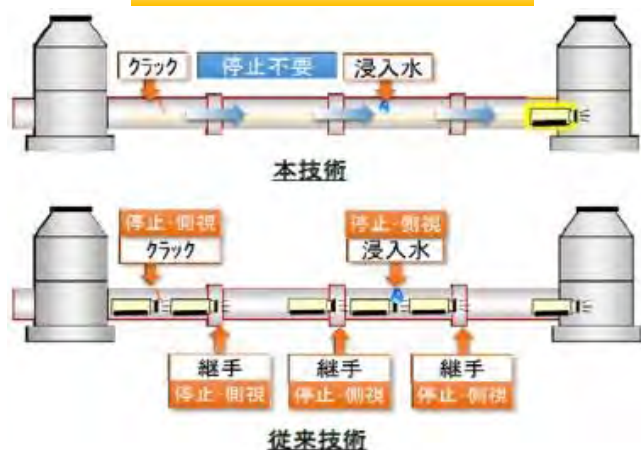 クラック
停止不要
浸入水
本技術
停止・側視
クラック
停止・側視
浸入水
継手
停止・側視
継手
停止・側視
継手
停止・側視
従来技術